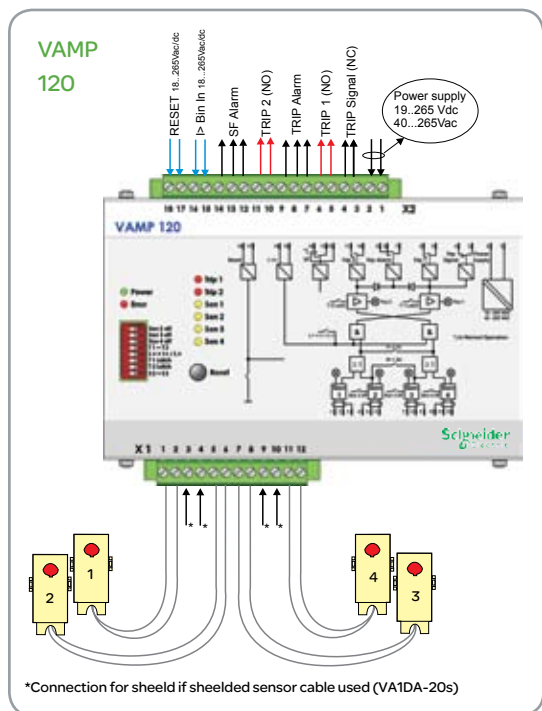 VAMP
120
RESET 18...265Vac/dc
I> Bin In 18...265Vac/dc
SF Alarm
TRIP 2 (NO)
TRIP Alarm
TRIP 1 (NO)
TRIP Signal (NC)
Power supply
19...265 Vdc
40...265Vac
18 17 16 15 14 13 12 11 10 9 8 7 6 5 4 3 2 1 X2
VAMP 120
Power
Error
Trip 1
Trip 2
Sen 1
Sen 2
Sen 3
Sen 4
Reset
Schneider
Electric
X1 1 2 3 4 5 6 7 8 9 10 11 12
* * * *
1
2
4
3
*Connection for sheeld if sheelded sensor cable used (VA1DA-20s)